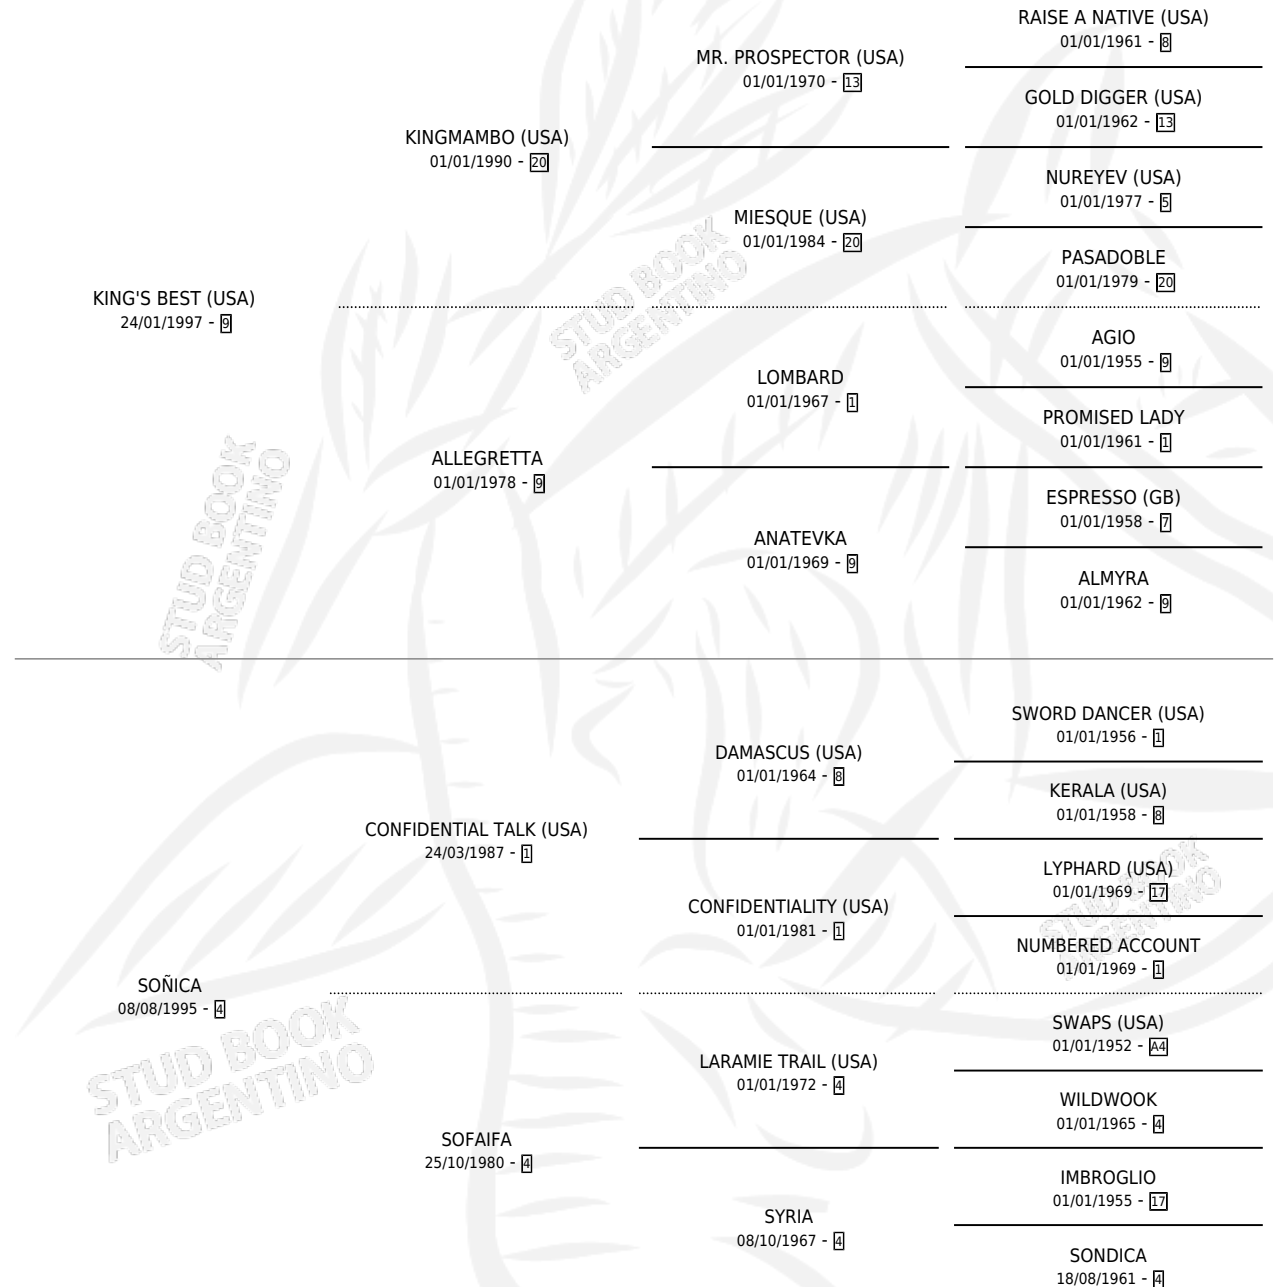 RAISE A NATIVE (USA)
01/01/1961 - 8
MR. PROSPECTOR (USA)
01/01/1970 - 13
GOLD DIGGER (USA)
01/01/1962 - 13
KINGMAMBO (USA)
01/01/1990 - 20
NUREYEV (USA)
01/01/1977 - 5
MIESQUE (USA)
01/01/1984 - 20
PASADOBLE
01/01/1979 - 20
KING'S BEST (USA)
24/01/1997 - 9
STUD BOOK
ARGENTINO
AGIO
01/01/1955 - 9
LOMBARD
01/01/1967 - 1
PROMISED LADY
01/01/1961 - 1
ALLEGRETTA
01/01/1978 - 9
STUD BOOK
ARGENTINO
ESPRESSO (GB)
01/01/1958 - 7
ANATEVKA
01/01/1969 - 9
ALMYRA
01/01/1962 - 9
SWORD DANCER (USA)
01/01/1956 - 1
DAMASCUS (USA)
01/01/1964 - 8
KERALA (USA)
01/01/1958 - 8
CONFIDENTIAL TALK (USA)
24/03/1987 - 1
LYPHARD (USA)
01/01/1969 - 17
STUD BOOK
ARGENTINO
CONFIDENTIALITY (USA)
01/01/1981 - 1
NUMBERED ACCOUNT
01/01/1969 - 1
SOÑICA
08/08/1995 - 4
STUD BOOK
ARGENTINO
SWAPS (USA)
01/01/1952 - A4
LARAMIE TRAIL (USA)
01/01/1972 - 4
WILDWOOK
01/01/1965 - 4
SOFAIFA
25/10/1980 - 4
IMBROGLIO
01/01/1955 - 17
SYRIA
08/10/1967 - 4
SONDICA
18/08/1961 - 4